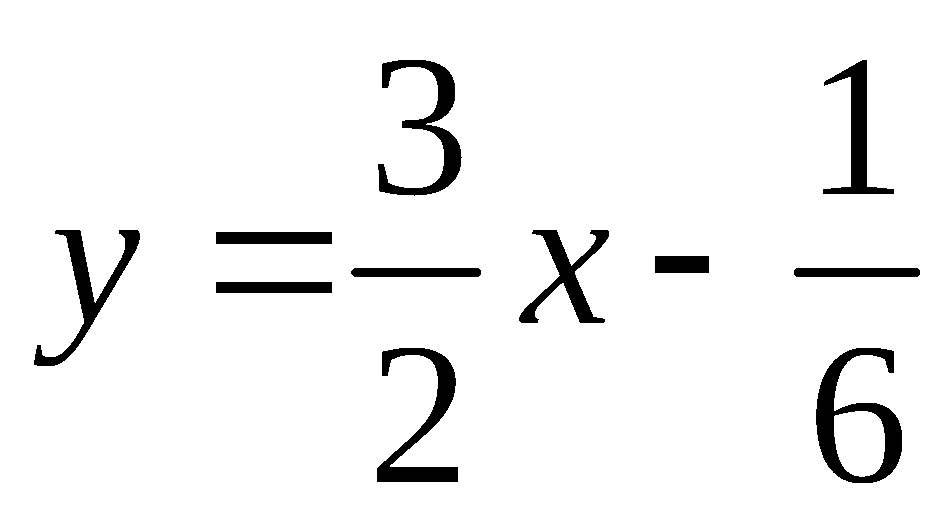 y = 3/2 x - 1/6